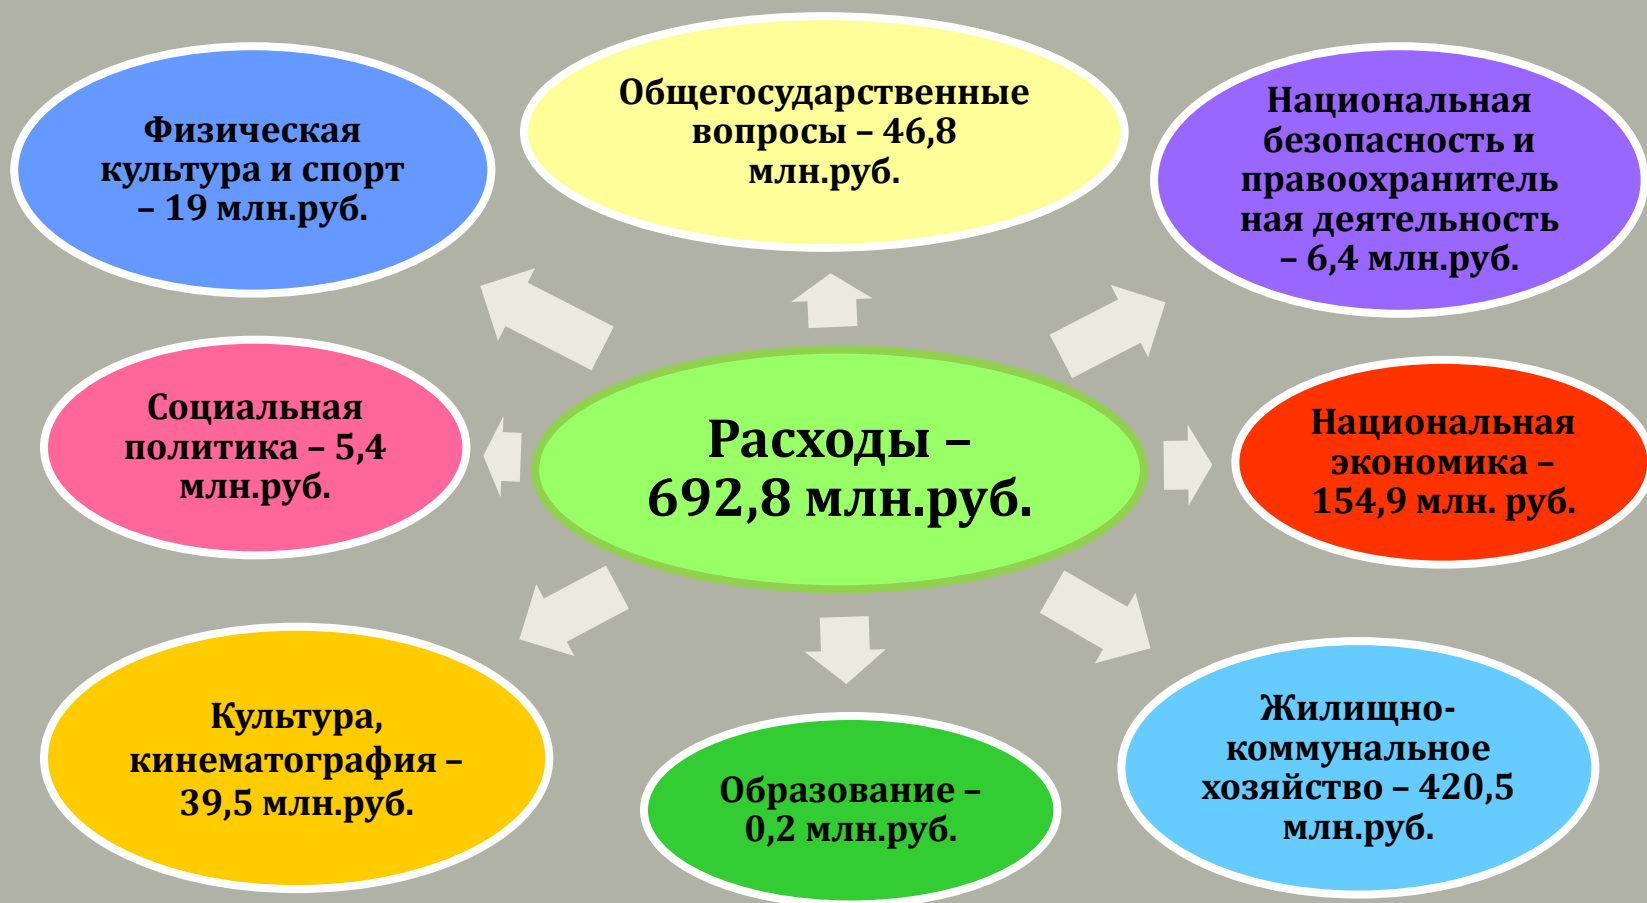 Общегосударственные
вопросы – 46,8
млн.руб.
Национальная
безопасность и
правоохранитель
ная деятельность
– 6,4 млн.руб.
Национальная
экономика –
154,9 млн. руб.
Жилищно-
коммунальное
хозяйство – 420,5
млн.руб.
Образование –
0,2 млн.руб.
Культура,
кинематография –
39,5 млн.руб.
Социальная
политика – 5,4
млн.руб.
Физическая
культура и спорт
– 19 млн.руб.
Расходы –
692,8 млн.руб.